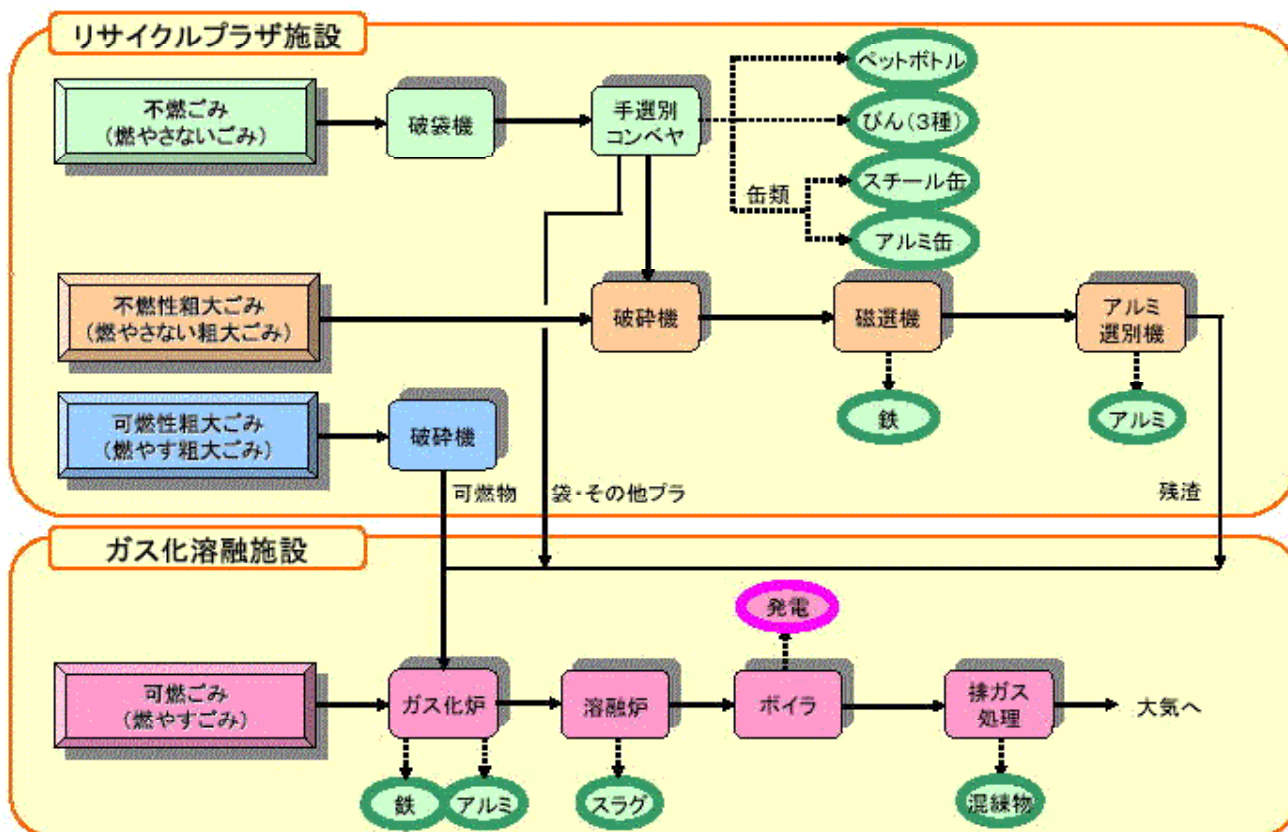 リサイクルプラザ施設
不燃ごみ
(燃やさないごみ)
破袋機
手選別
コンベヤ
ペットボトル
びん(3種)
缶類
スチール缶
アルミ缶
不燃性粗大ごみ
(燃やさない粗大ごみ)
破砕機
磁選機
アルミ
選別機
鉄
アルミ
可燃性粗大ごみ
(燃やす粗大ごみ)
破砕機
可燃物
袋・その他プラ
残渣
ガス化溶融施設
発電
可燃ごみ
(燃やすごみ)
ガス化炉
溶融炉
ボイラ
排ガス
処理
大気へ
鉄
アルミ
スラグ
混練物